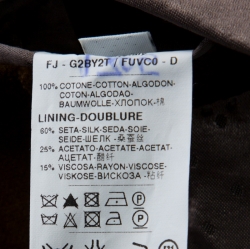 FJ - G2BY2T / FUVC0 - D
100% COTONE-COTTON-ALGODON-
COTON-ALGODAO-
BAUMWOLLE-ХЛОПОК-棉
LINING-DOUBLURE
60% SETA-SILK-SEDA-SOIE-
SEIDE-ШЕЛК - 桑蚕丝
25% ACETATO-ACETATE-ACETAT-
АЦЕТАТ - 醋纤
15% VISCOSA-RAYON-VISCOSE-
VISKOSE-ВИСКОЗА - 粘纤